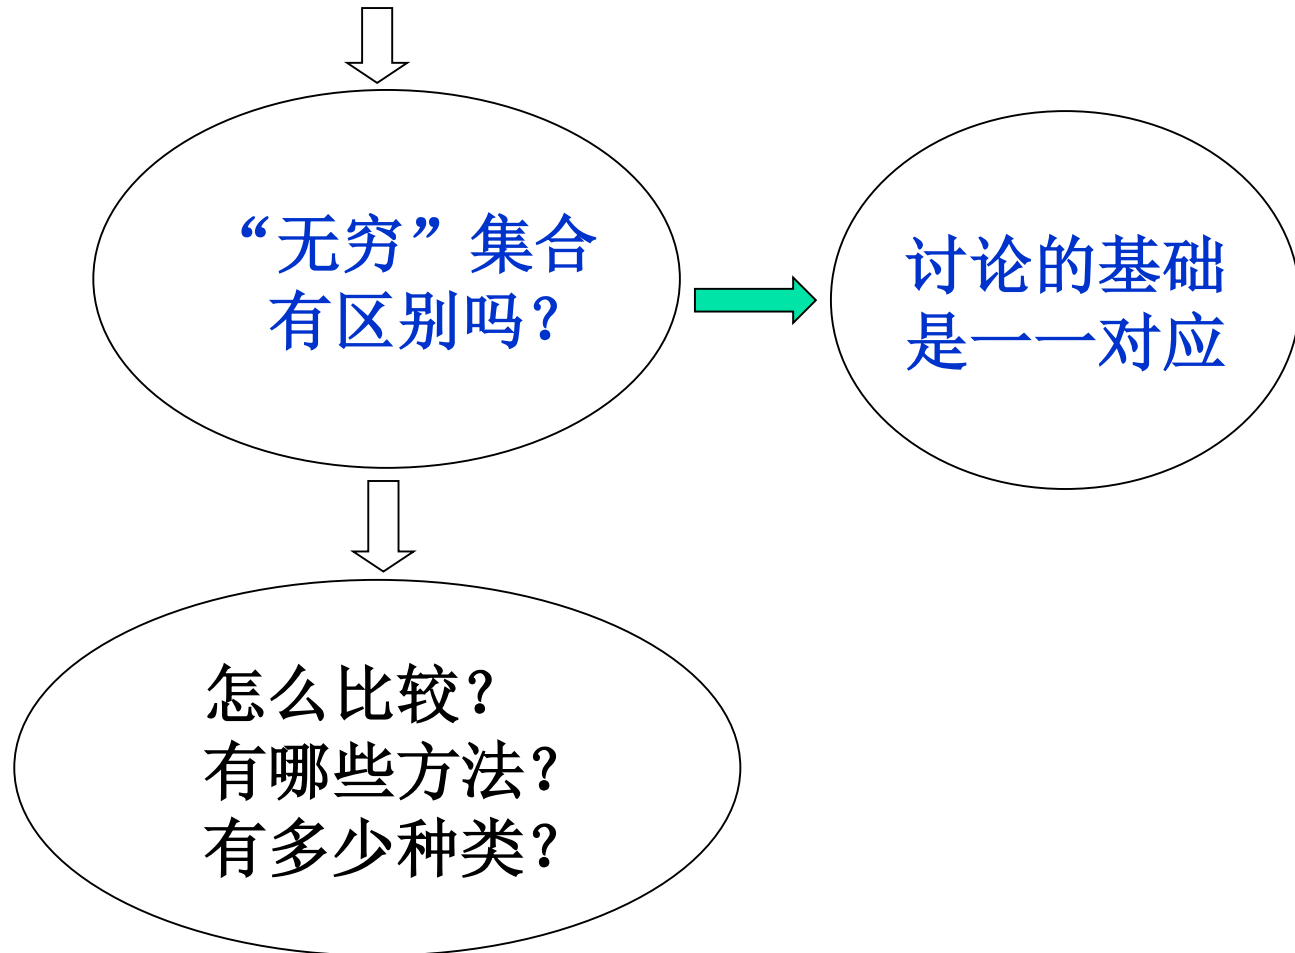 “无穷”集合
有区别吗？
讨论的基础
是一一对应
怎么比较？
有哪些方法？
有多少种类？